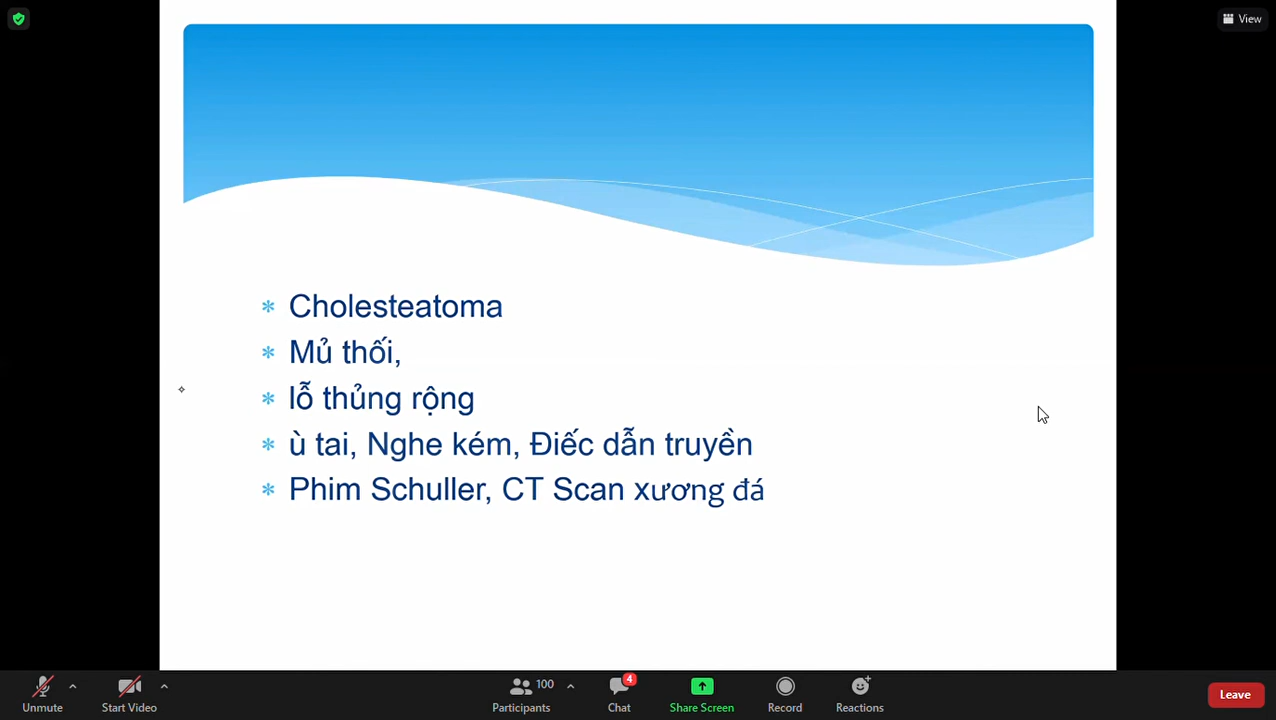 View
Cholesteatoma
Mủ thối,
lỗ thủng rộng
ù tai, Nghe kém, Điếc dẫn truyền
Phim Schuller, CT Scan xương đá
100
4
Unmute
Start Video
Participants
Chat
Share Screen
Record
Reactions
Leave